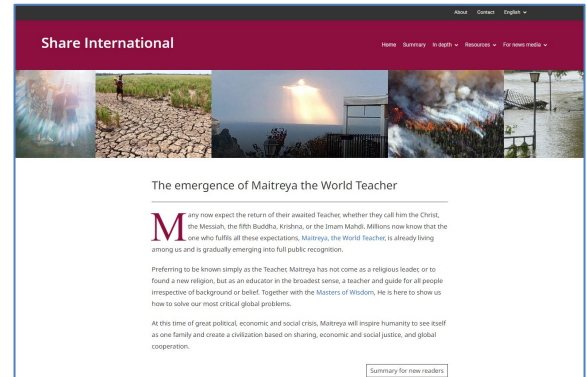 About Contact English
Share International
Home Summary In depth Resources For news media
The emergence of Maitreya the World Teacher
Many now expect the return of their awaited Teacher, whether they call him the Christ,
the Messiah, the fifth Buddha, Krishna, or the Imam Mahdi. Millions now know that the
one who fulfils all these expectations, Maitreya, the World Teacher, is already living
among us and is gradually emerging into full public recognition.
Preferring to be known simply as the Teacher, Maitreya has not come as a religious leader, or to
found a new religion, but as an educator in the broadest sense, a teacher and guide for all people
irrespective of background or belief. Together with the Masters of Wisdom, He is here to show us
how to solve our most critical global problems.
At this time of great political, economic and social crisis, Maitreya will inspire humanity to see itself
as one family and create a civilization based on sharing, economic and social justice, and global
cooperation.
Summary for new readers